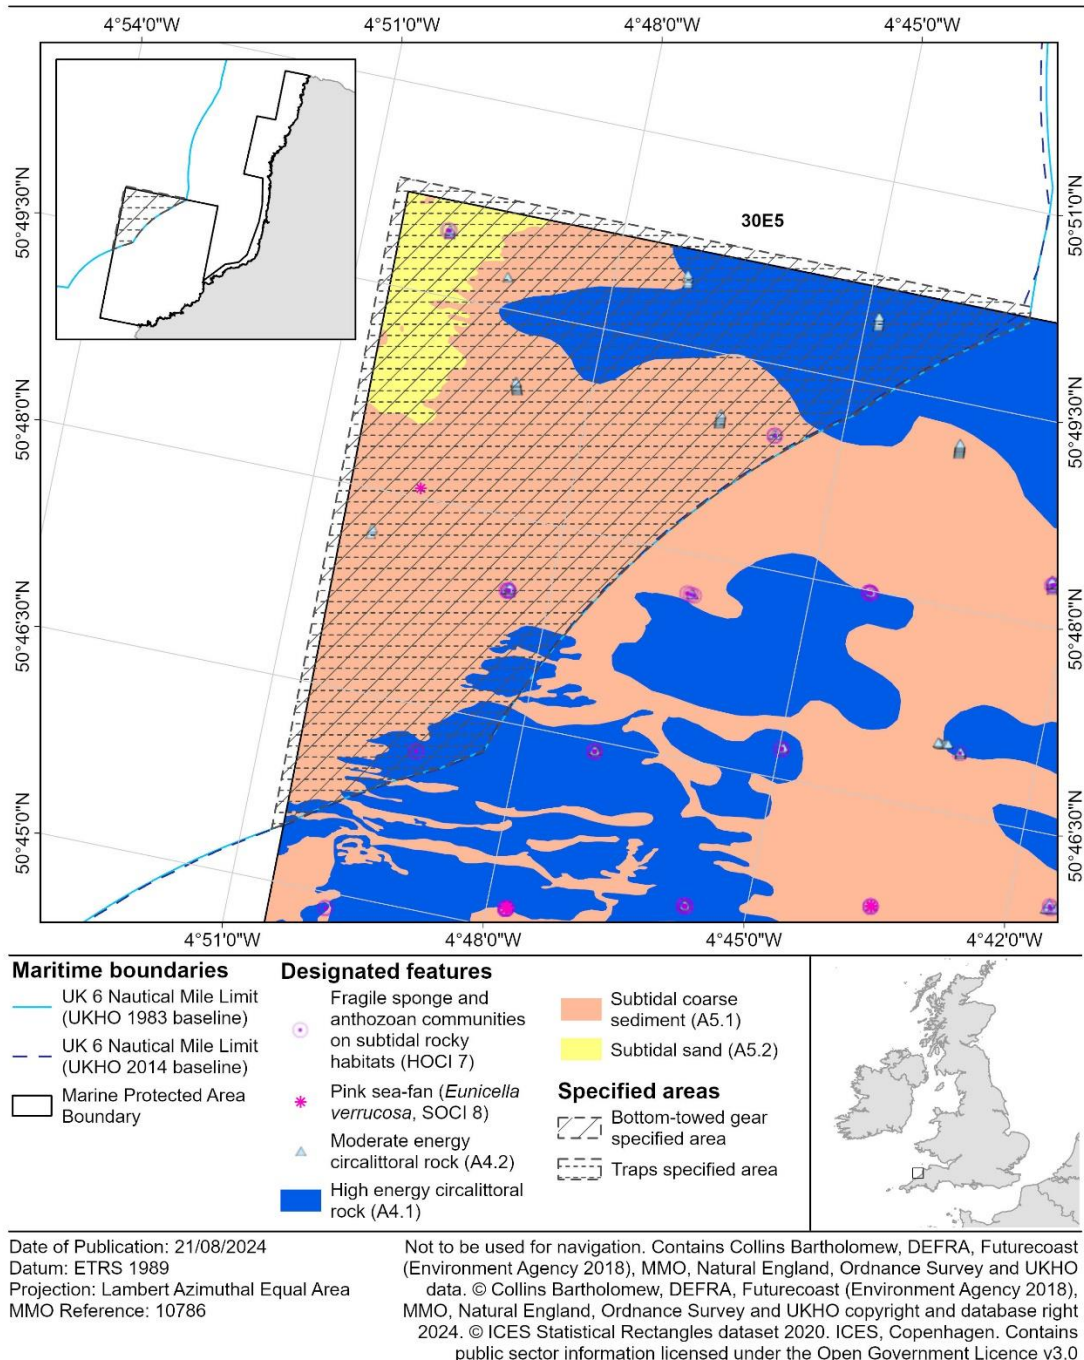 4°54'0"W
4°51'0"W
4°48'0"W
4°45'0"W
50°49'30"N
50°48'0"N
50°46'30"N
50°45'0"N
30E5
50°51'0"N
50°49'30"N
50°48'0"N
50°46'30"N
4°51'0"W
4°48'0"W
4°45'0"W
4°42'0"W
Maritime boundaries
UK 6 Nautical Mile Limit
(UKHO 1983 baseline)
UK 6 Nautical Mile Limit
(UKHO 2014 baseline)
Marine Protected Area
Boundary
Designated features
Fragile sponge and
anthozoan communities
on subtidal rocky
habitats (HOCI 7)
Pink sea-fan (Eunicella
verrucosa, SOCI 8)
Moderate energy
circalittoral rock (A4.2)
High energy circalittoral
rock (A4.1)
Subtidal coarse
sediment (A5.1)
Subtidal sand (A5.2)
Specified areas
Bottom-towed gear
specified area
Traps specified area
Date of Publication: 21/08/2024
Datum: ETRS 1989
Projection: Lambert Azimuthal Equal Area
MMO Reference: 10786
Not to be used for navigation. Contains Collins Bartholomew, DEFRA, Futurecoast
(Environment Agency 2018), MMO, Natural England, Ordnance Survey and UKHO
data. © Collins Bartholomew, DEFRA, Futurecoast (Environment Agency 2018),
MMO, Natural England, Ordnance Survey and UKHO copyright and database right
2024. © ICES Statistical Rectangles dataset 2020. ICES, Copenhagen. Contains
public sector information licensed under the Open Government Licence v3.0